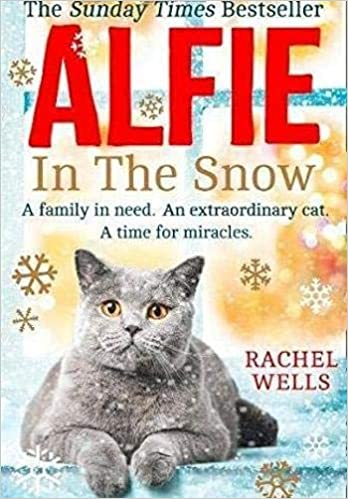 The Sunday Times Bestseller
ALFIE
In The Snow
A family in need. An extraordinary cat.
A time for miracles.
RACHEL
WELLS